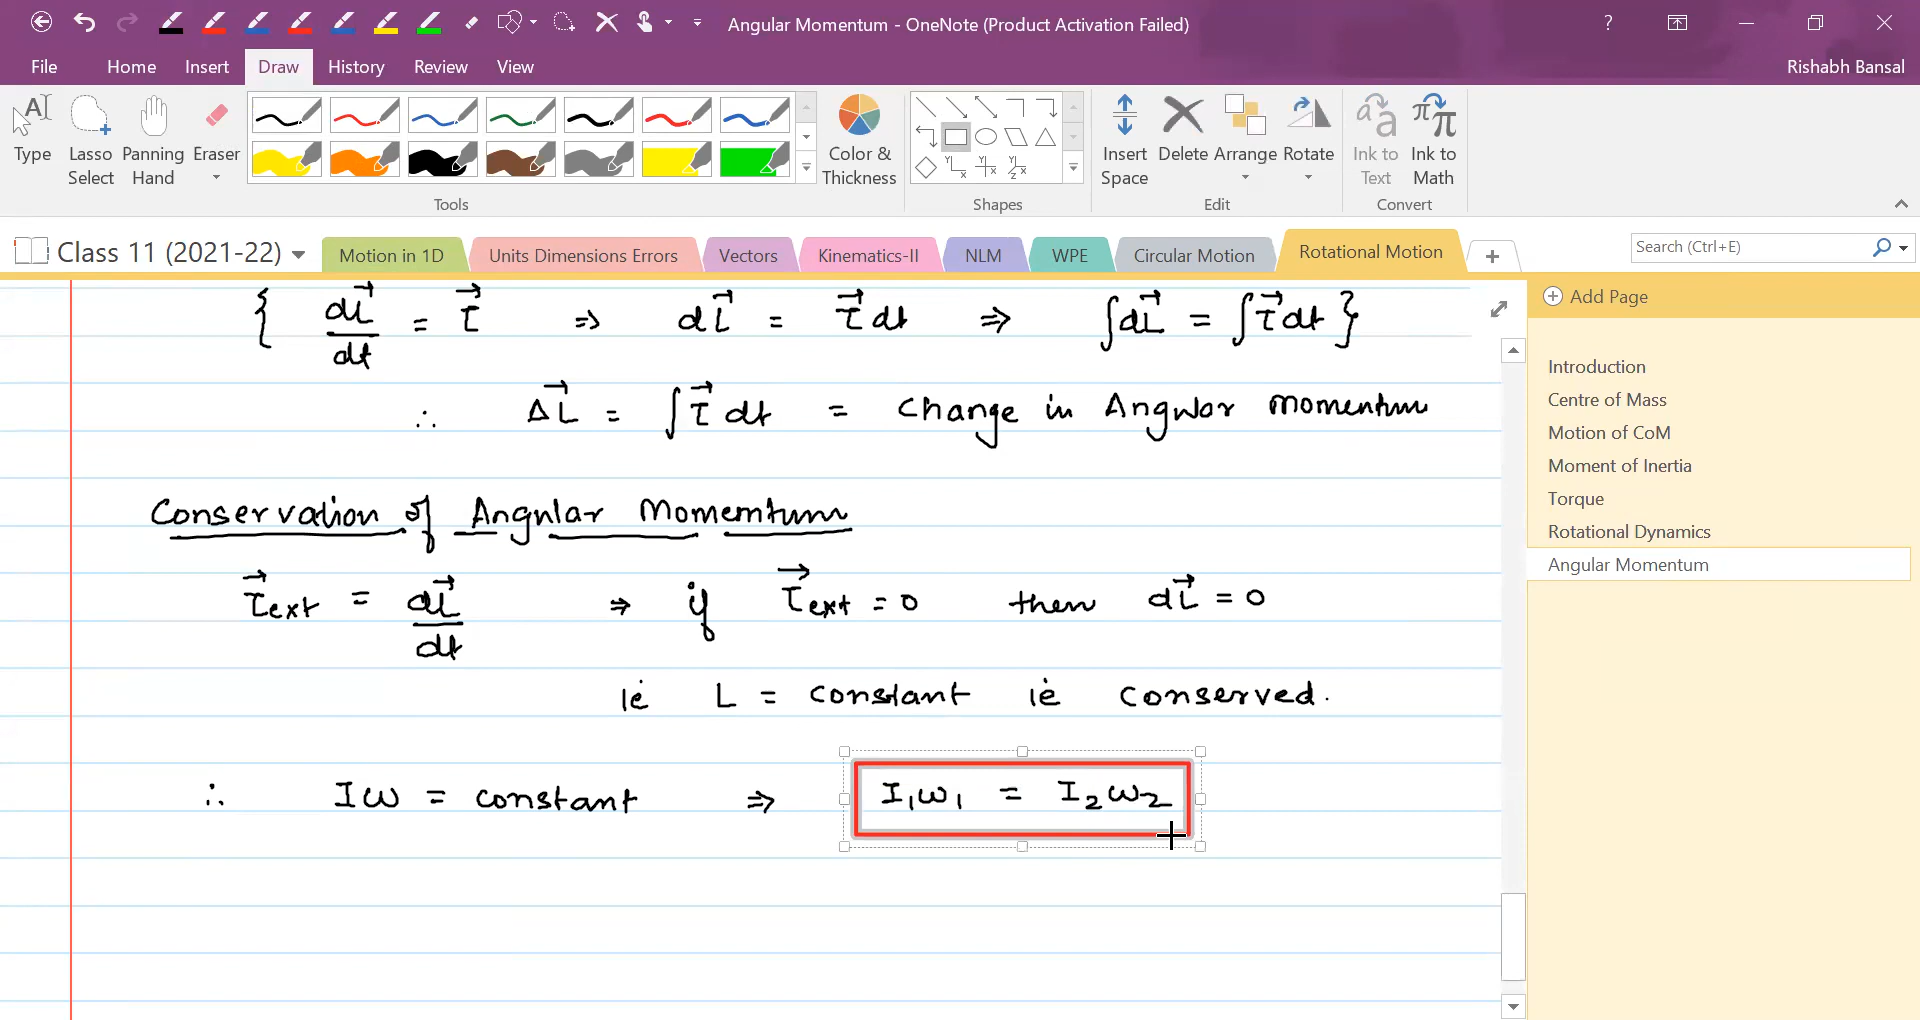 Angular Momentum - OneNote (Product Activation Failed)
?
File Home Insert Draw History Review View
Rishabh Bansal
Type
Lasso Select
Panning Hand
Eraser
Color & Thickness
Insert Space
Delete
Arrange
Rotate
Ink to Text
Ink to Math
Tools Shapes Edit Convert
Class 11 (2021-22)
Motion in 1D Units Dimensions Errors Vectors Kinematics-II NLM WPE Circular Motion Rotational Motion +
Search (Ctrl+E)
{ dL⃗/dt = τ⃗ ⇒ dL⃗ = τ⃗ dt ⇒ ∫dL⃗ = ∫τ⃗ dt }
∴ ΔL⃗ = ∫τ⃗ dt = Change in Angular Momentum
Conservation of Angular Momentum
τ⃗ext = dL⃗/dt ⇒ if τ⃗ext = 0 then dL⃗ = 0
ie L = constant ie conserved.
∴ Iω = constant ⇒ I₁ω₁ = I₂ω₂
Add Page
Introduction
Centre of Mass
Motion of CoM
Moment of Inertia
Torque
Rotational Dynamics
Angular Momentum